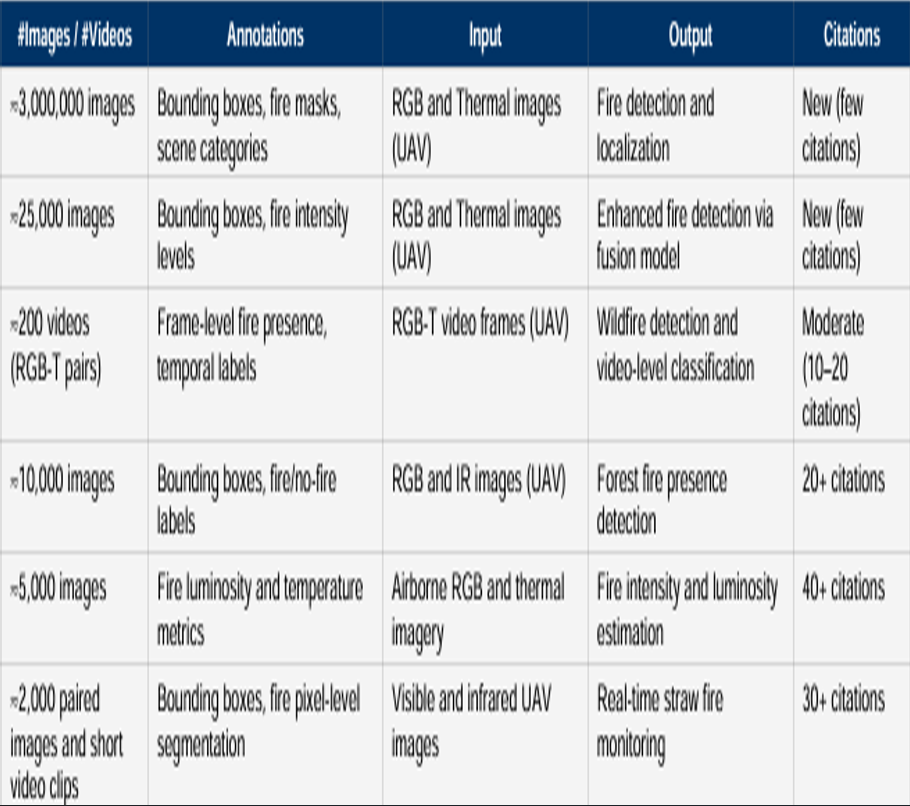 #Images / #Videos Annotations Input Output Citations
≈3,000,000 images Bounding boxes, fire masks, RGB and Thermal images Fire detection and New (few
scene categories (UAV) localization citations)
≈25,000 images Bounding boxes, fire intensity RGB and Thermal images Enhanced fire detection via New (few
levels (UAV) fusion model citations)
≈200 videos Frame-level fire presence, RGB-T video frames (UAV) Wildfire detection and Moderate
(RGB-T pairs) temporal labels video-level classification (10–20
citations)
≈10,000 images Bounding boxes, fire/no-fire RGB and IR images (UAV) Forest fire presence 20+ citations
labels detection
≈5,000 images Fire luminosity and temperature Airborne RGB and thermal Fire intensity and luminosity 40+ citations
metrics imagery estimation
≈2,000 paired Bounding boxes, fire pixel-level Visible and infrared UAV Real-time straw fire 30+ citations
images and short segmentation images monitoring
video clips